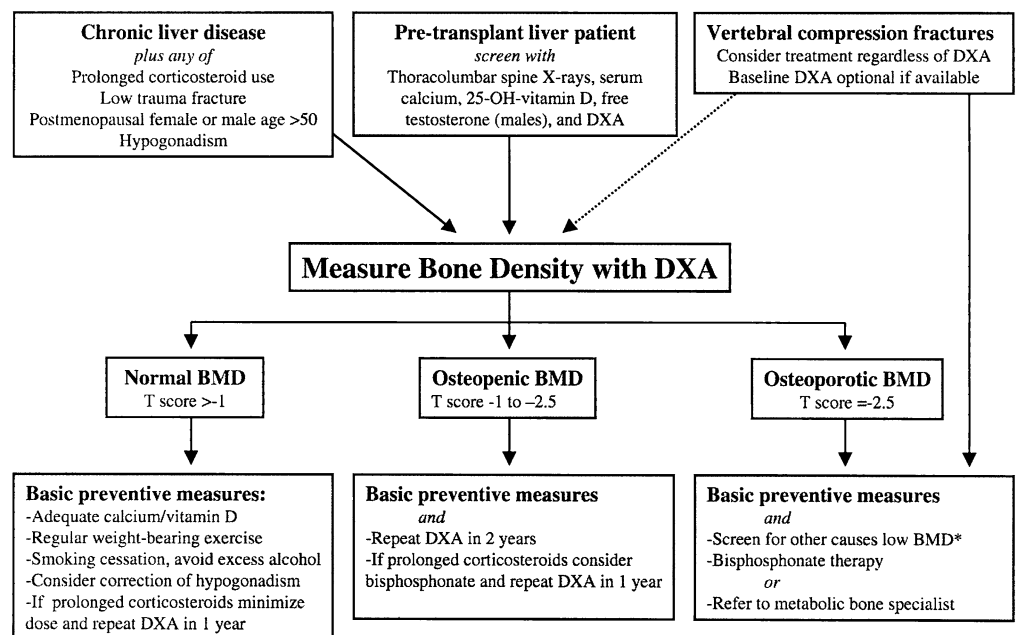 Chronic liver disease
plus any of
Prolonged corticosteroid use
Low trauma fracture
Postmenopausal female or male age >50
Hypogonadism
Pre-transplant liver patient
screen with
Thoracolumbar spine X-rays, serum
calcium, 25-OH-vitamin D, free
testosterone (males), and DXA
Vertebral compression fractures
Consider treatment regardless of DXA
Baseline DXA optional if available
Measure Bone Density with DXA
Normal BMD
T score >-1
Osteopenic BMD
T score -1 to –2.5
Osteoporotic BMD
T score =-2.5
Basic preventive measures:
-Adequate calcium/vitamin D
-Regular weight-bearing exercise
-Smoking cessation, avoid excess alcohol
-Consider correction of hypogonadism
-If prolonged corticosteroids minimize
dose and repeat DXA in 1 year
Basic preventive measures
and
-Repeat DXA in 2 years
-If prolonged corticosteroids consider
bisphosphonate and repeat DXA in 1 year
Basic preventive measures
and
-Screen for other causes low BMD*
-Bisphosphonate therapy
or
-Refer to metabolic bone specialist